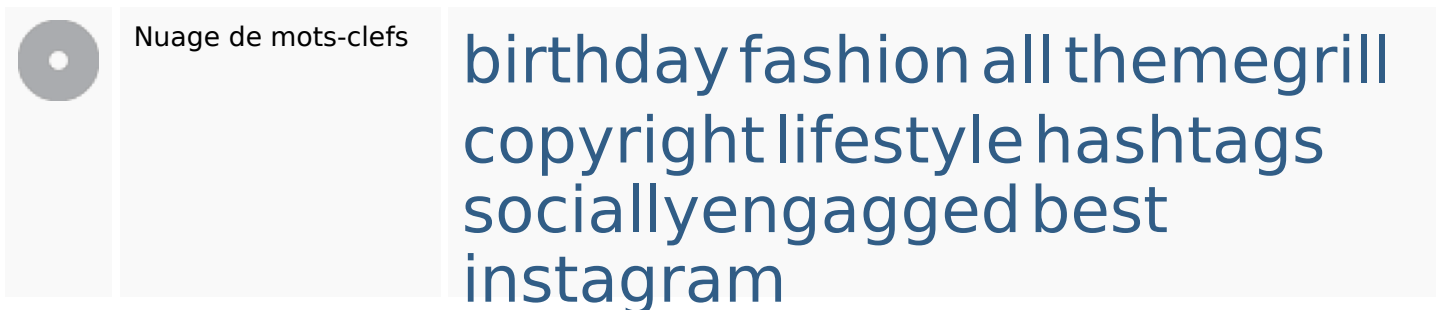 Nuage de mots-clefs
birthday fashion all themegrill
copyright lifestyle hashtags
sociallyengagged best
instagram